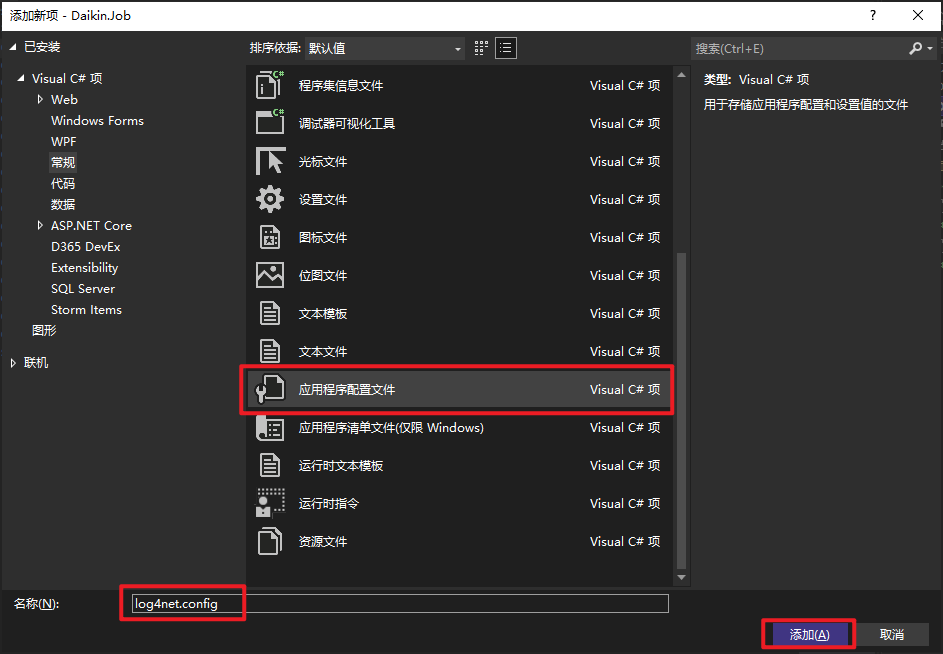 添加新项 - Daikin.Job
?
已安装
排序依据: 默认值
搜索(Ctrl+E)
Visual C# 项
Web
Windows Forms
WPF
常规
代码
数据
ASP.NET Core
D365 DevEx
Extensibility
SQL Server
Storm Items
图形
联机
程序集信息文件 Visual C# 项
调试器可视化工具 Visual C# 项
光标文件 Visual C# 项
设置文件 Visual C# 项
图标文件 Visual C# 项
位图文件 Visual C# 项
文本模板 Visual C# 项
文本文件 Visual C# 项
应用程序配置文件 Visual C# 项
应用程序清单文件(仅限 Windows) Visual C# 项
运行时文本模板 Visual C# 项
运行时指令 Visual C# 项
资源文件 Visual C# 项
类型: Visual C# 项
用于存储应用程序配置和设置值的文件
名称(N): log4net.config
添加(A) 取消